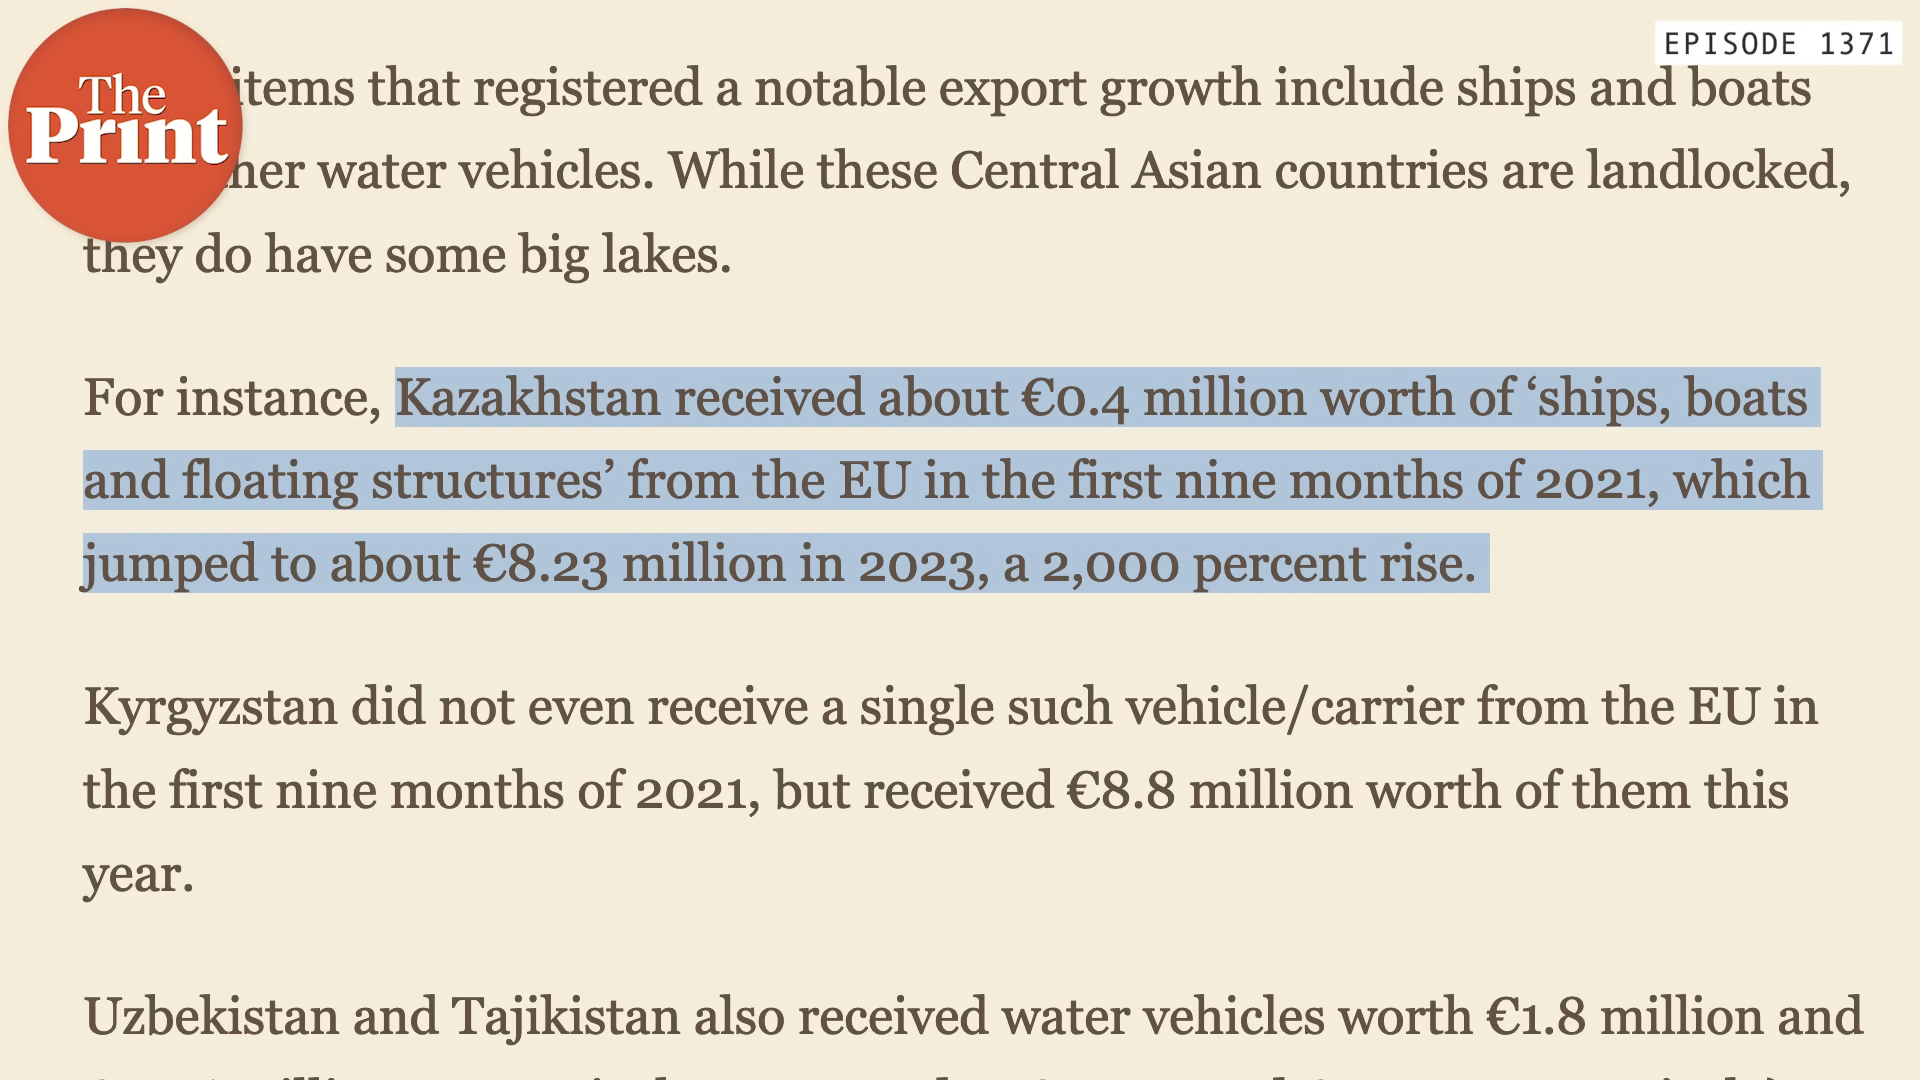 The
Print
EPISODE 1371
items that registered a notable export growth include ships and boats
her water vehicles. While these Central Asian countries are landlocked,
they do have some big lakes.
For instance, Kazakhstan received about €0.4 million worth of ‘ships, boats
and floating structures’ from the EU in the first nine months of 2021, which
jumped to about €8.23 million in 2023, a 2,000 percent rise.
Kyrgyzstan did not even receive a single such vehicle/carrier from the EU in
the first nine months of 2021, but received €8.8 million worth of them this
year.
Uzbekistan and Tajikistan also received water vehicles worth €1.8 million and